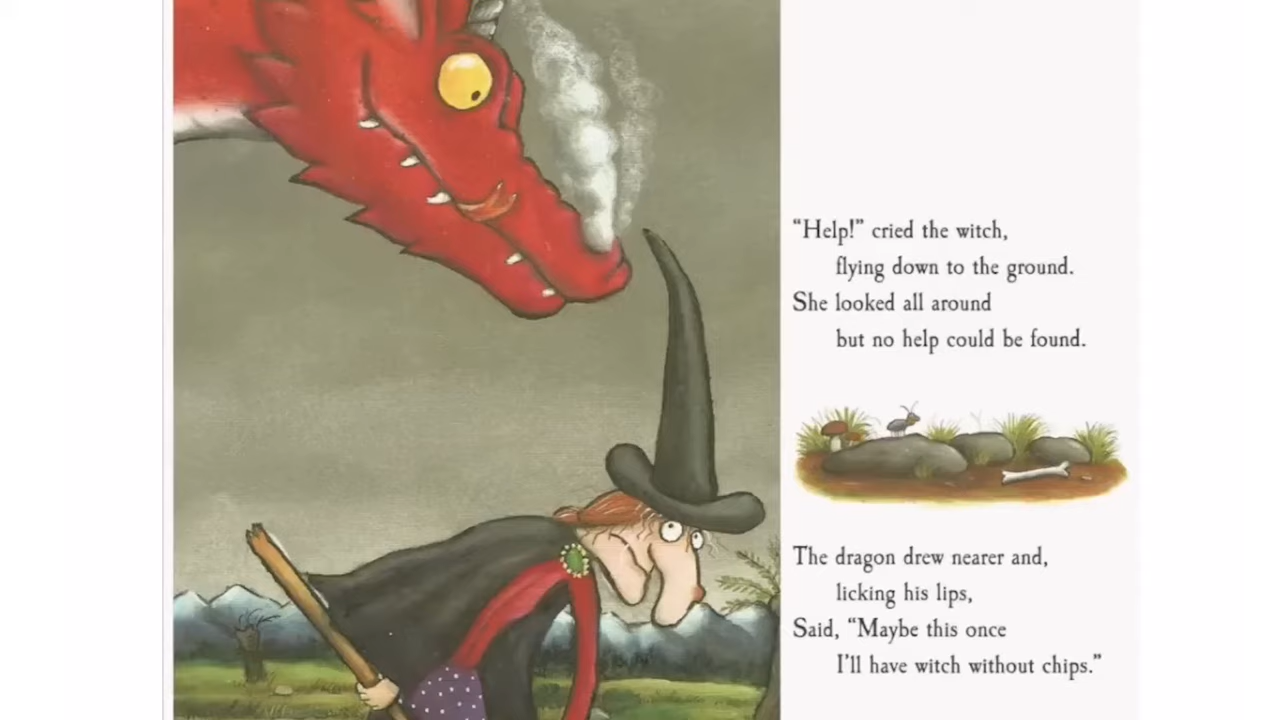 “Help!” cried the witch,
flying down to the ground.
She looked all around
but no help could be found.
The dragon drew nearer and,
licking his lips,
Said, “Maybe this once
I’ll have witch without chips.”